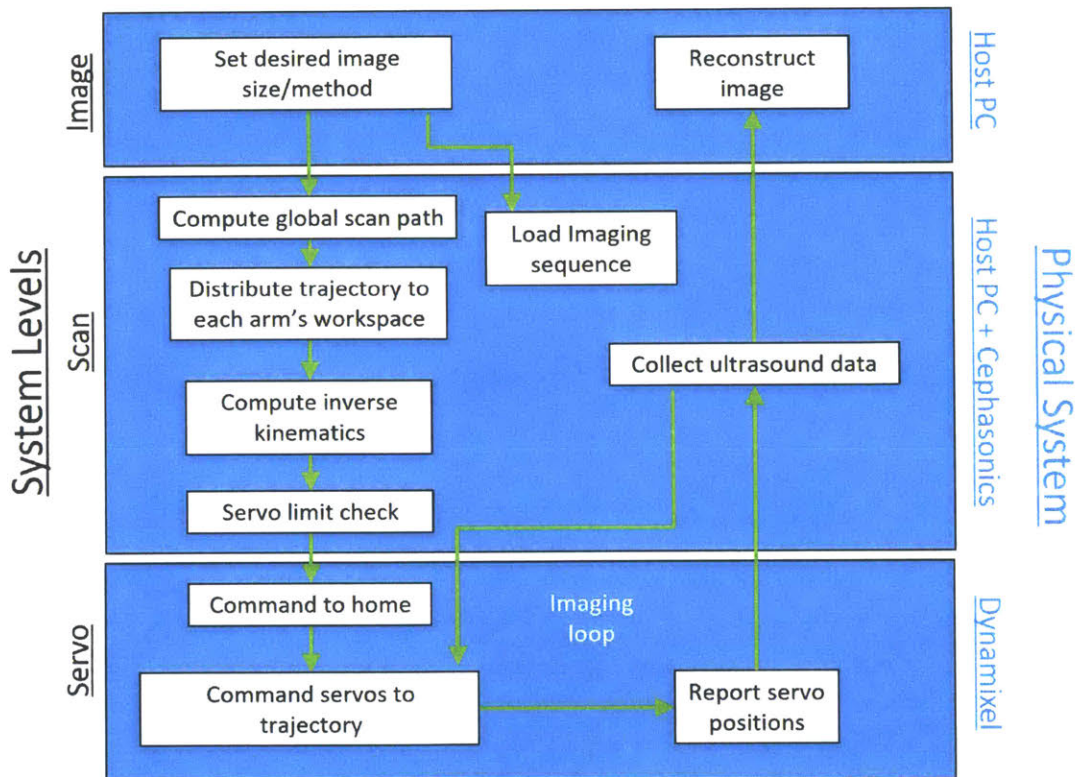 System Levels
Image
Set desired image
size/method
Reconstruct
image
Host PC
Scan
Compute global scan path
Load Imaging
sequence
Distribute trajectory to
each arm's workspace
Collect ultrasound data
Compute inverse
kinematics
Servo limit check
Host PC + Cephasonics
Physical System
Servo
Command to home
Imaging
loop
Command servos to
trajectory
Report servo
positions
Dynamixel